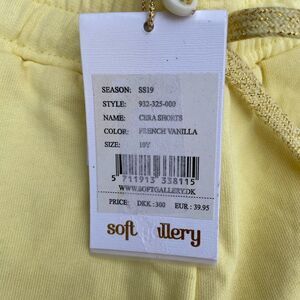 SEASON: SS19
STYLE: 932-325-000
NAME: CERA SHORTS
COLOR: FRENCH VANILLA
SIZE: 10Y
5 711913 338115
WWW.SOFTGALLERY.DK
PRICE: DKK : 300 EUR : 39.95
soft gallery